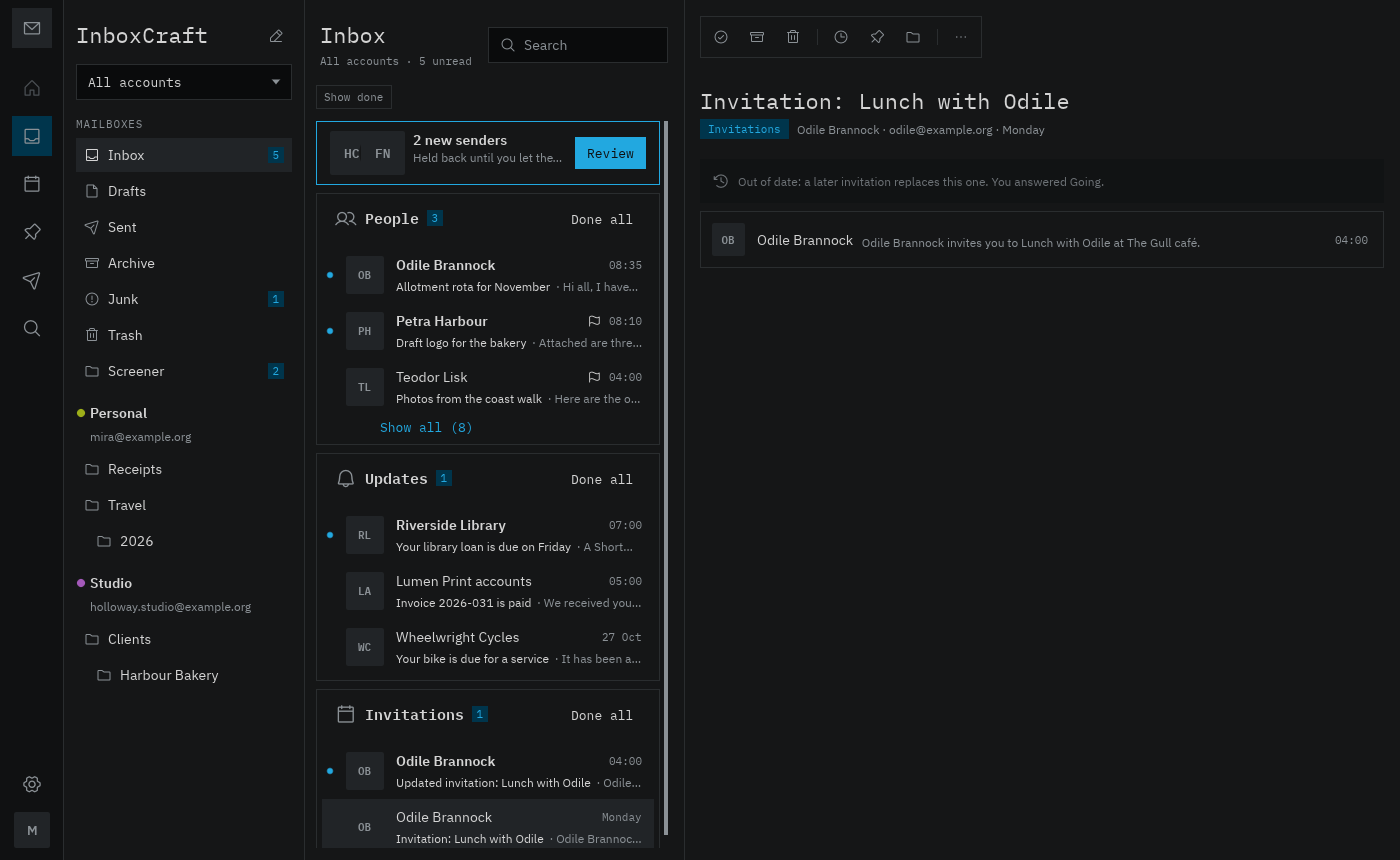 InboxCraft
All accounts
MAILBOXES
Inbox 5
Drafts
Sent
Archive
Junk 1
Trash
Screener 2
Personal
mira@example.org
Receipts
Travel
2026
Studio
holloway.studio@example.org
Clients
Harbour Bakery
M
Inbox
All accounts · 5 unread
Search
Show done
HC FN
2 new senders
Held back until you let the…
Review
People 3 Done all
OB Odile Brannock 08:35
Allotment rota for November · Hi all, I have…
PH Petra Harbour 08:10
Draft logo for the bakery · Attached are thre…
TL Teodor Lisk 04:00
Photos from the coast walk · Here are the o…
Show all (8)
Updates 1 Done all
RL Riverside Library 07:00
Your library loan is due on Friday · A Short…
LA Lumen Print accounts 05:00
Invoice 2026-031 is paid · We received you…
WC Wheelwright Cycles 27 Oct
Your bike is due for a service · It has been a…
Invitations 1 Done all
OB Odile Brannock 04:00
Updated invitation: Lunch with Odile · Odile…
OB Odile Brannock Monday
Invitation: Lunch with Odile · Odile Brannoc…
Invitation: Lunch with Odile
Invitations Odile Brannock · odile@example.org · Monday
Out of date: a later invitation replaces this one. You answered Going.
OB Odile Brannock Odile Brannock invites you to Lunch with Odile at The Gull café. 04:00